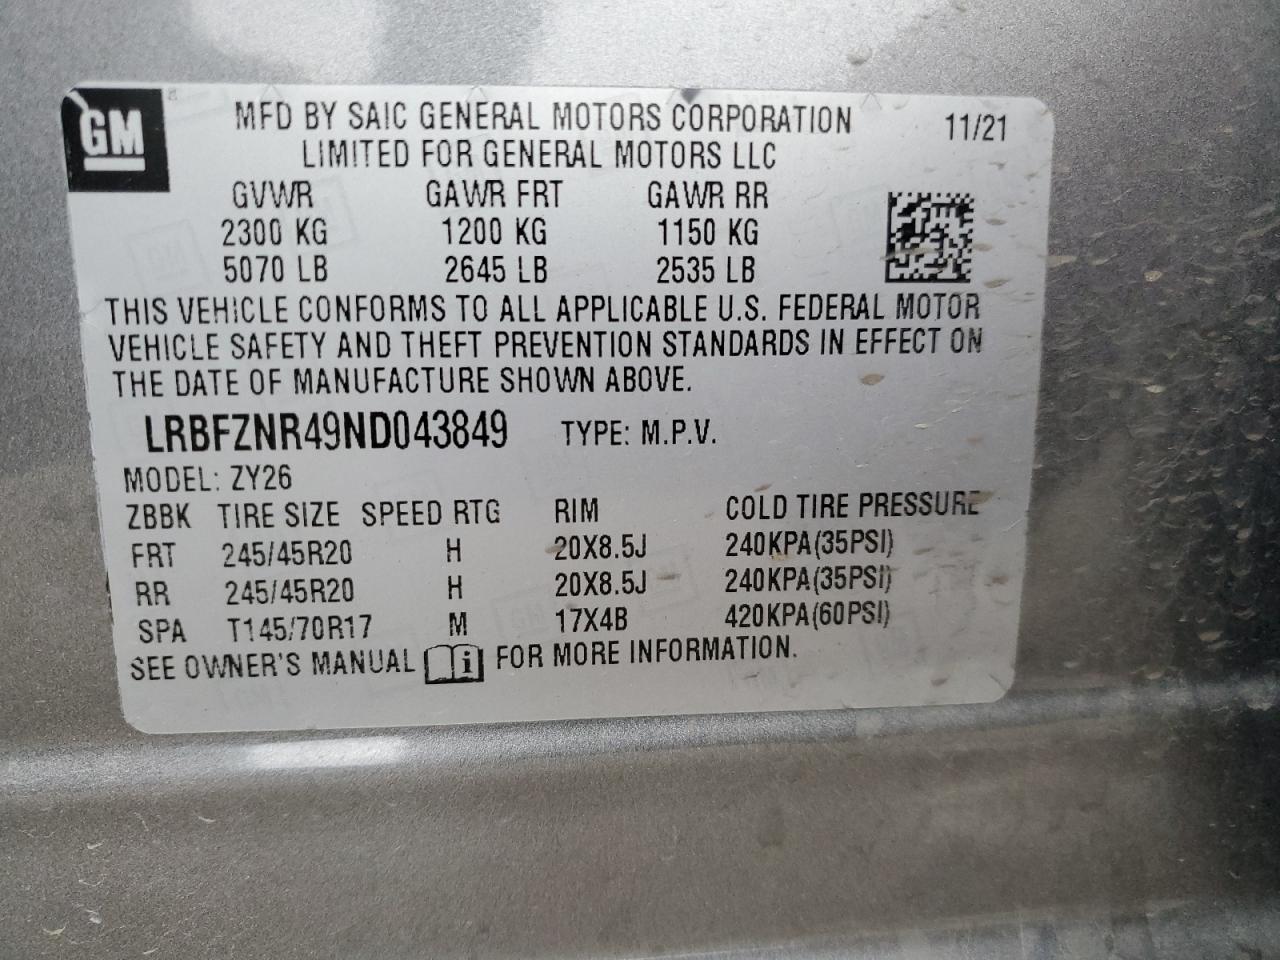 GM
MFD BY SAIC GENERAL MOTORS CORPORATION 11/21
LIMITED FOR GENERAL MOTORS LLC
GVWR GAWR FRT GAWR RR
2300 KG 1200 KG 1150 KG
5070 LB 2645 LB 2535 LB
THIS VEHICLE CONFORMS TO ALL APPLICABLE U.S. FEDERAL MOTOR
VEHICLE SAFETY AND THEFT PREVENTION STANDARDS IN EFFECT ON
THE DATE OF MANUFACTURE SHOWN ABOVE.
LRBFZNR49ND043849 TYPE: M.P.V.
MODEL: ZY26
ZBBK TIRE SIZE SPEED RTG RIM COLD TIRE PRESSURE
FRT 245/45R20 H 20X8.5J 240KPA(35PSI)
RR 245/45R20 H 20X8.5J 240KPA(35PSI)
SPA T145/70R17 M 17X4B 420KPA(60PSI)
SEE OWNER'S MANUAL i FOR MORE INFORMATION.